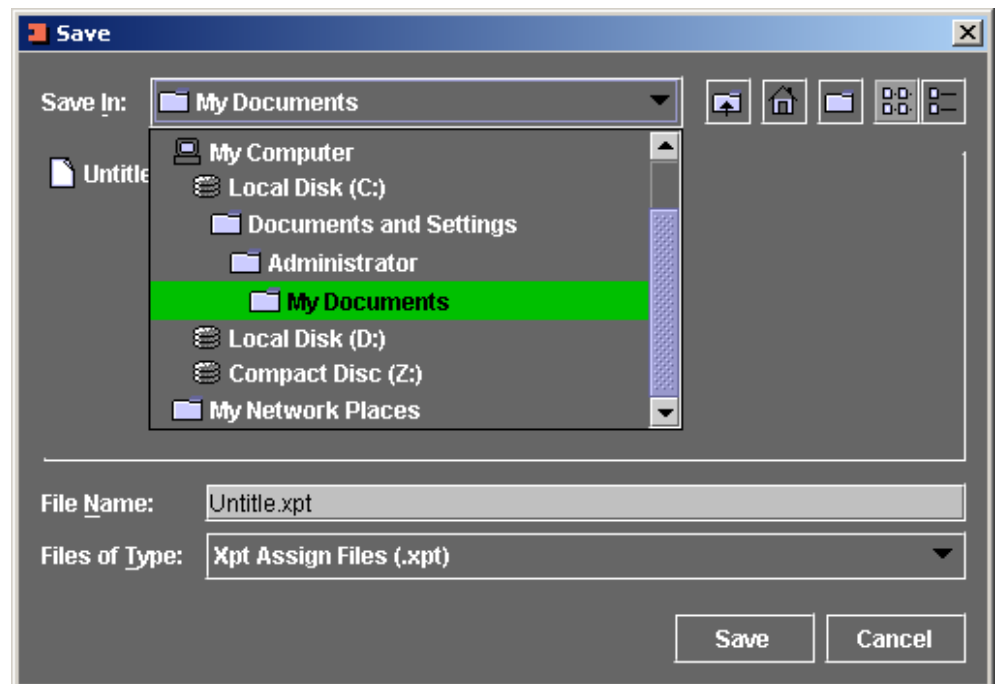 Save
Save In: My Documents
My Computer
Untitle
Local Disk (C:)
Documents and Settings
Administrator
My Documents
Local Disk (D:)
Compact Disc (Z:)
My Network Places
File Name: Untitle.xpt
Files of Type: Xpt Assign Files (.xpt)
Save Cancel